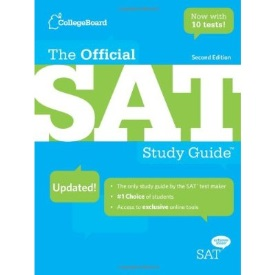 CollegeBoard
Now with
10 tests!
The Official
Second Edition
SAT
Study Guide™
Updated!
The only study guide by the SAT® test maker
#1 Choice of students
Access to exclusive online tools
SAT